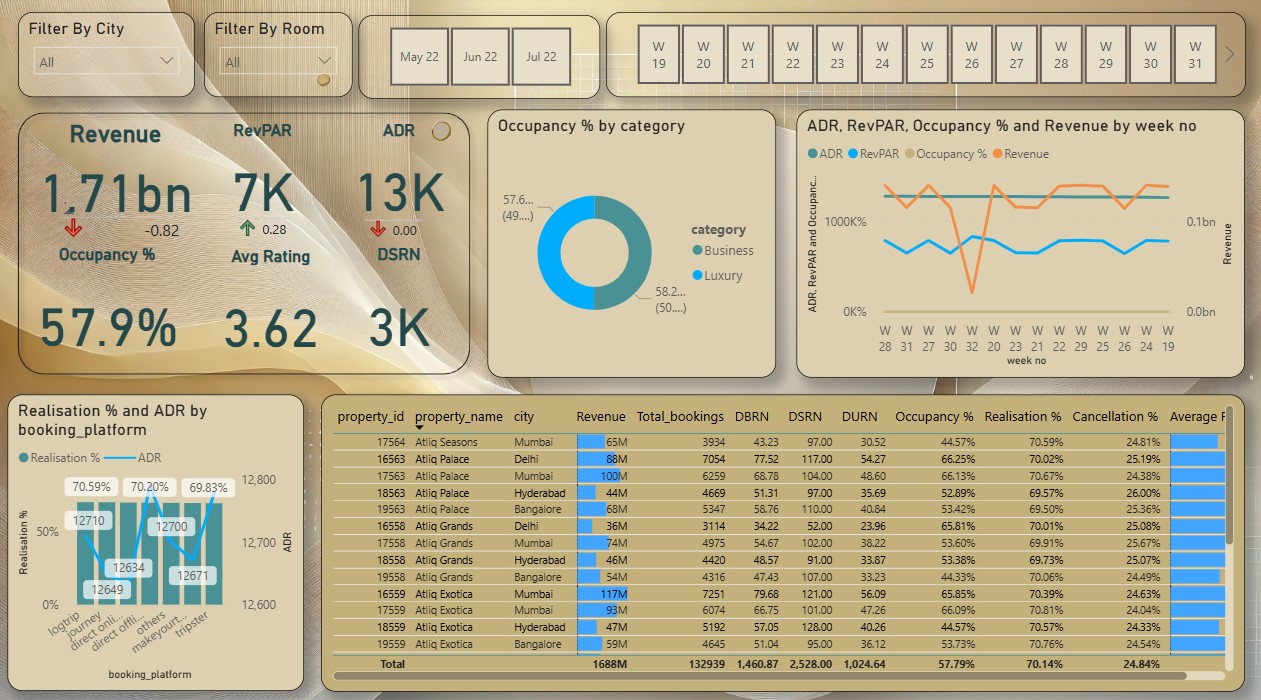 Filter By City
All
Filter By Room
All
May 22
Jun 22
Jul 22
W 19
W 20
W 21
W 22
W 23
W 24
W 25
W 26
W 27
W 28
W 29
W 30
W 31
Revenue
RevPAR
ADR
1.71bn
7K
13K
-0.82
0.28
0.00
Occupancy %
Avg Rating
DSRN
57.9%
3.62
3K
Occupancy % by category
57.6...
(49....)
58.2...
(50....)
category
Business
Luxury
ADR, RevPAR, Occupancy % and Revenue by week no
ADR RevPAR Occupancy % Revenue
ADR, RevPAR and Occupanc...
1000K%
0K%
0.1bn
0.0bn
Revenue
W W W W W W W W W W W W W W
28 31 27 30 32 20 23 21 22 29 25 26 24 19
week no
Realisation % and ADR by
booking_platform
Realisation % ADR
Realisation %
50%
0%
70.59% 70.20% 69.83%
12710
12700
12634
12671
12649
12,800
12,700
12,600
ADR
logtrip
journey
direct onli...
direct offli...
others
makeyourt...
tripster
booking_platform
property_id property_name city Revenue Total_bookings DBRN DSRN DURN Occupancy % Realisation % Cancellation % Average
17564 Atliq Seasons Mumbai 65M 3934 43.23 97.00 30.52 44.57% 70.59% 24.81%
16563 Atliq Palace Delhi 88M 7054 77.52 117.00 54.27 66.25% 70.02% 25.19%
17563 Atliq Palace Mumbai 100M 6259 68.78 104.00 48.60 66.13% 70.67% 24.38%
18563 Atliq Palace Hyderabad 44M 4669 51.31 97.00 35.69 52.89% 69.57% 26.00%
19563 Atliq Palace Bangalore 68M 5347 58.76 110.00 40.84 53.42% 69.50% 25.36%
16558 Atliq Grands Delhi 36M 3114 34.22 52.00 23.96 65.81% 70.01% 25.08%
17558 Atliq Grands Mumbai 74M 4975 54.67 102.00 38.22 53.60% 69.91% 25.67%
18558 Atliq Grands Hyderabad 46M 4420 48.57 91.00 33.87 53.38% 69.73% 25.07%
19558 Atliq Grands Bangalore 54M 4316 47.43 107.00 33.23 44.33% 70.06% 24.49%
16559 Atliq Exotica Mumbai 117M 7251 79.68 121.00 56.09 65.85% 70.39% 24.63%
17559 Atliq Exotica Mumbai 93M 6074 66.75 101.00 47.26 66.09% 70.81% 24.04%
18559 Atliq Exotica Hyderabad 47M 5192 57.05 128.00 40.26 44.57% 70.57% 24.33%
19559 Atliq Exotica Bangalore 59M 4645 51.04 95.00 36.12 53.73% 70.76% 24.54%
Total 1688M 132939 1,460.87 2,528.00 1,024.64 57.79% 70.14% 24.84%